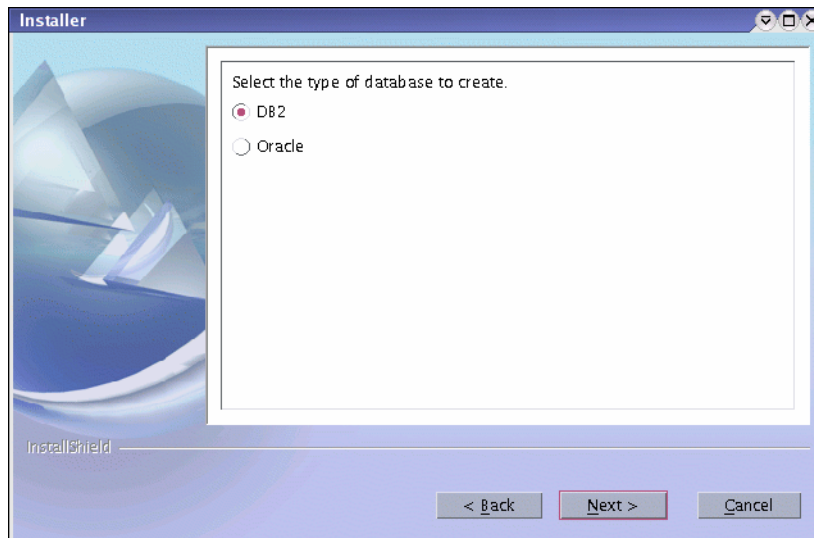 Installer
Select the type of database to create.
DB2
Oracle
InstallShield
< Back
Next >
Cancel